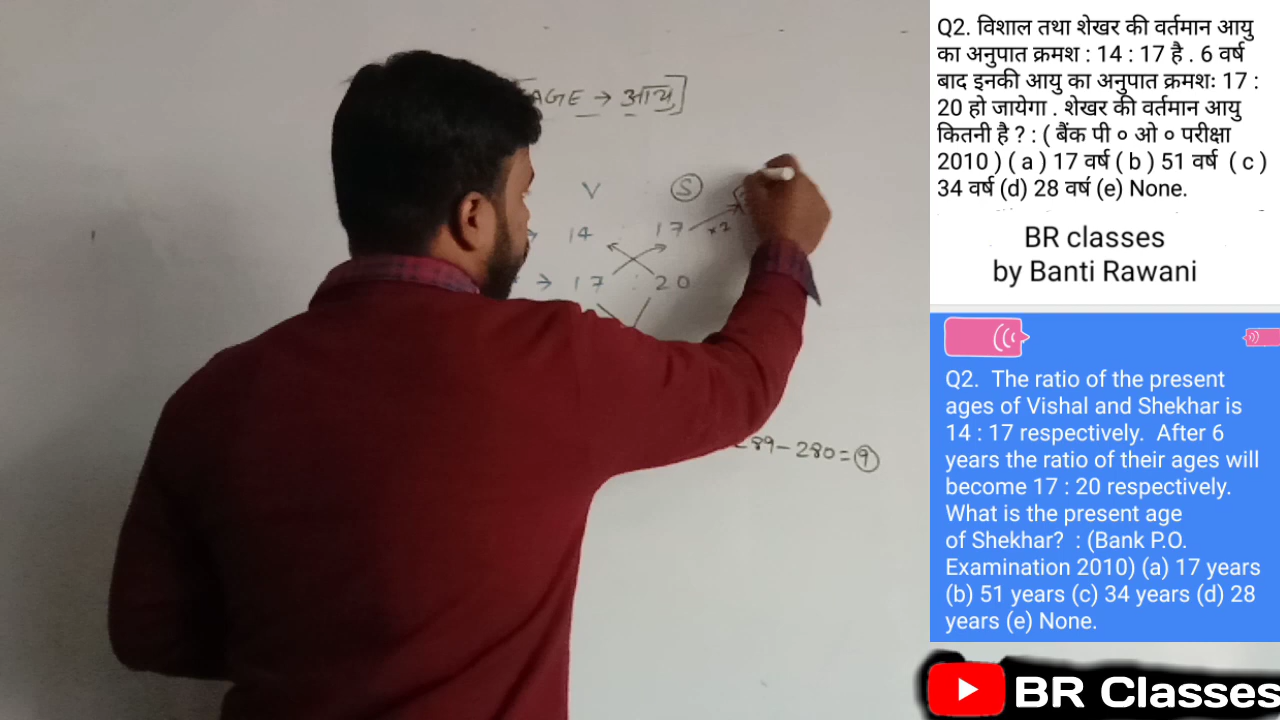 AGE → आयु]
V : S
14 : 17 ×2
→ 17 : 20
289-280=9
Q2. विशाल तथा शेखर की वर्तमान आयु
का अनुपात क्रमश : 14 : 17 है . 6 वर्ष
बाद इनकी आयु का अनुपात क्रमशः 17 :
20 हो जायेगा . शेखर की वर्तमान आयु
कितनी है ? : ( बैंक पी ० ओ ० परीक्षा
2010 ) ( a ) 17 वर्ष ( b ) 51 वर्ष ( c )
34 वर्ष (d) 28 वर्ष (e) None.
BR classes
by Banti Rawani
Q2. The ratio of the present
ages of Vishal and Shekhar is
14 : 17 respectively. After 6
years the ratio of their ages will
become 17 : 20 respectively.
What is the present age
of Shekhar? : (Bank P.O.
Examination 2010) (a) 17 years
(b) 51 years (c) 34 years (d) 28
years (e) None.
BR Classes